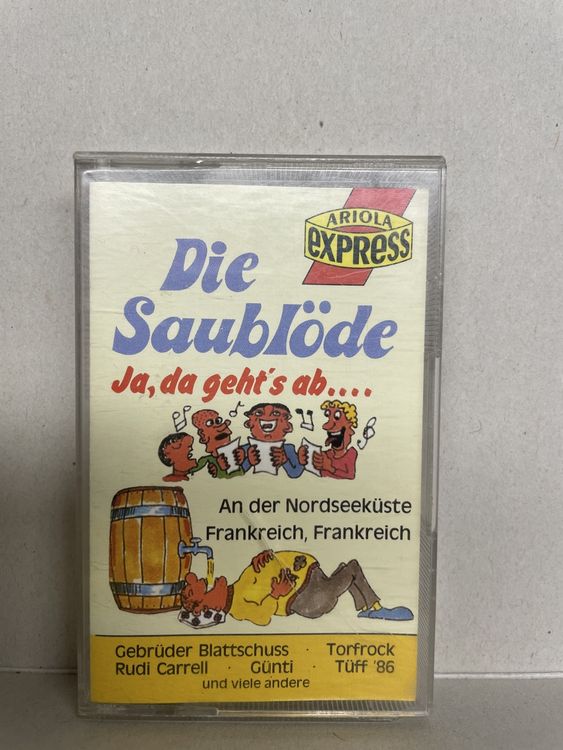 ARIOLA
EXPRESS
Die
Saublöde
Ja, da geht's ab....
An der Nordseeküste
Frankreich, Frankreich
Gebrüder Blattschuss · Torfrock
Rudi Carrell · Günti · Tüff '86
und viele andere